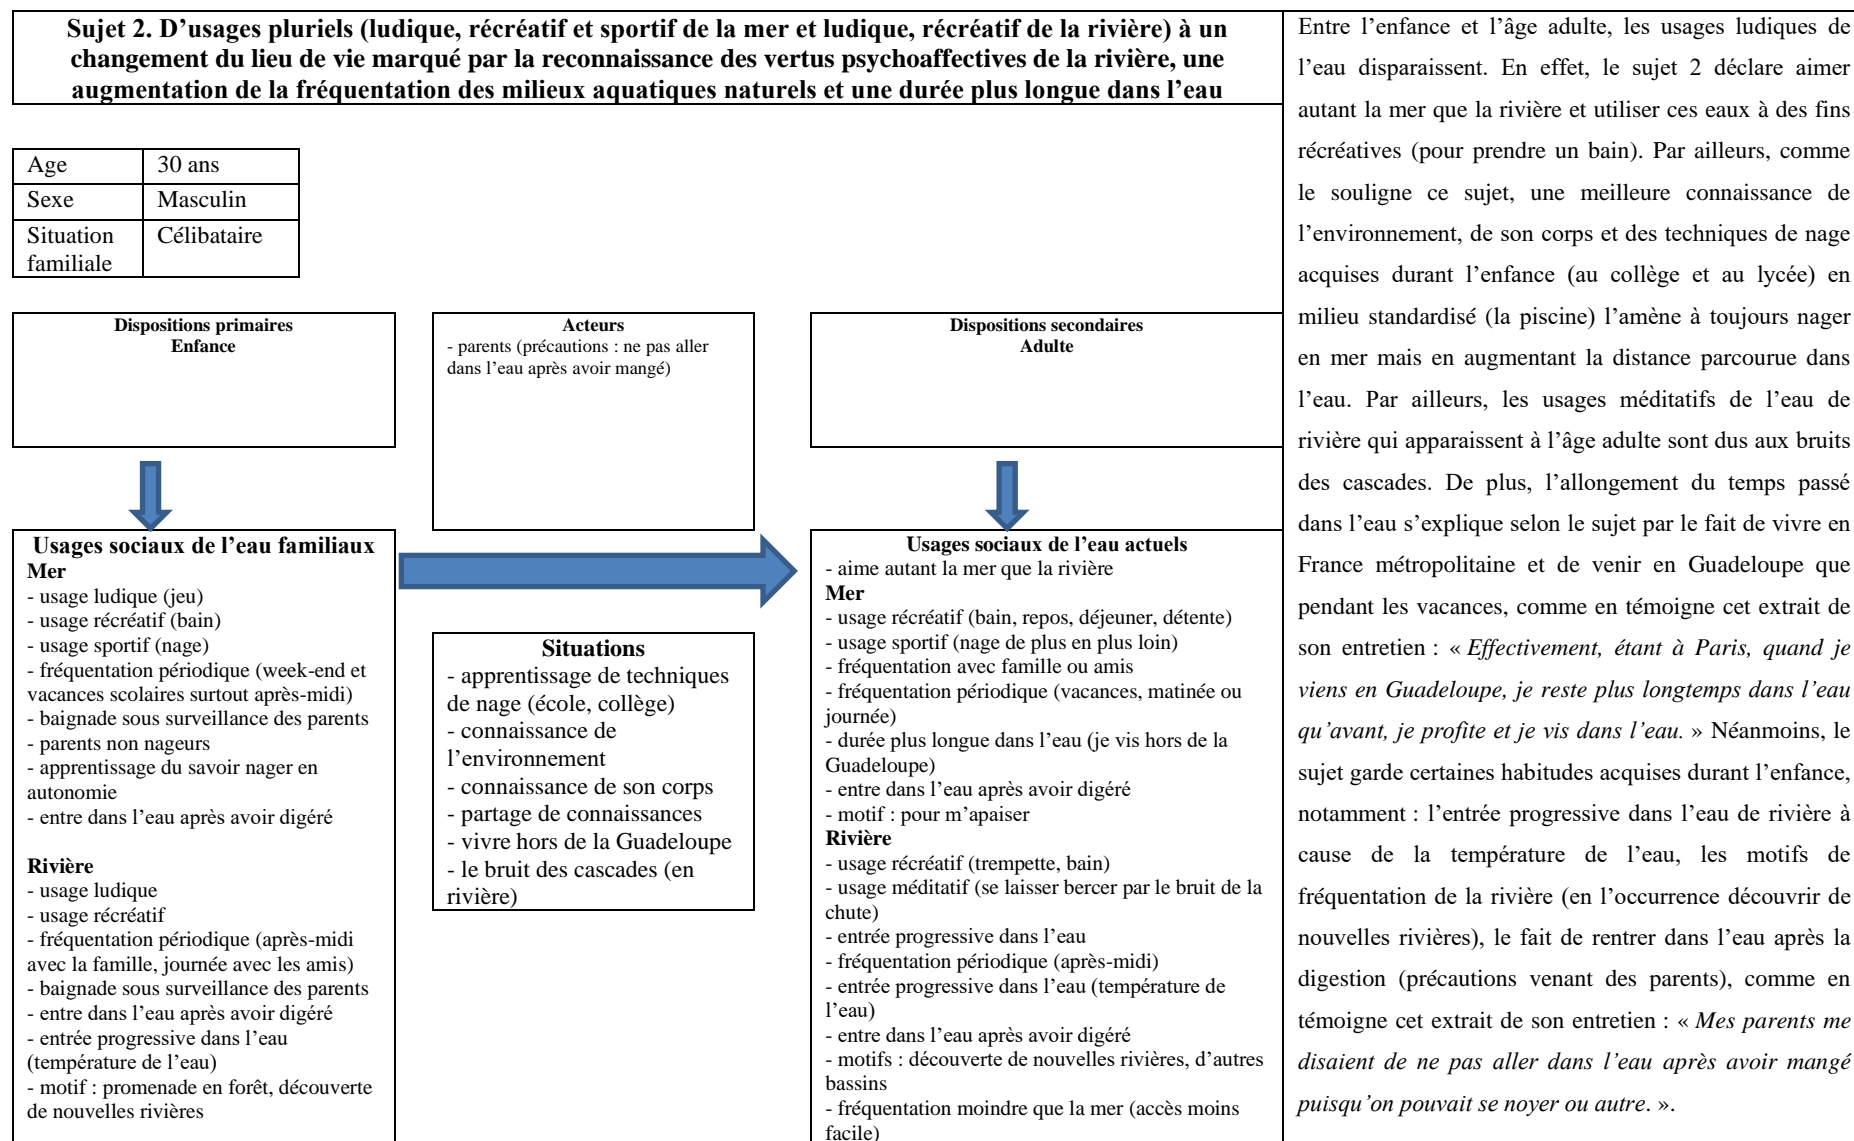 Sujet 2. D’usages pluriels (ludique, récréatif et sportif de la mer et ludique, récréatif de la rivière) à un
changement du lieu de vie marqué par la reconnaissance des vertus psychoaffectives de la rivière, une
augmentation de la fréquentation des milieux aquatiques naturels et une durée plus longue dans l’eau
Age 30 ans
Sexe Masculin
Situation familiale Célibataire
Dispositions primaires
Enfance
Acteurs
- parents (précautions : ne pas aller
dans l’eau après avoir mangé)
Dispositions secondaires
Adulte
Usages sociaux de l’eau familiaux
Mer
- usage ludique (jeu)
- usage récréatif (bain)
- usage sportif (nage)
- fréquentation périodique (week-end et
vacances scolaires surtout après-midi)
- baignade sous surveillance des parents
- parents non nageurs
- apprentissage du savoir nager en
autonomie
- entre dans l’eau après avoir digéré
Rivière
- usage ludique
- usage récréatif
- fréquentation périodique (après-midi
avec la famille, journée avec les amis)
- baignade sous surveillance des parents
- entre dans l’eau après avoir digéré
- entrée progressive dans l’eau
(température de l’eau)
- motif : promenade en forêt, découverte
de nouvelles rivières
Situations
- apprentissage de techniques
de nage (école, collège)
- connaissance de
l’environnement
- connaissance de son corps
- partage de connaissances
- vivre hors de la Guadeloupe
- le bruit des cascades (en
rivière)
Usages sociaux de l’eau actuels
- aime autant la mer que la rivière
Mer
- usage récréatif (bain, repos, déjeuner, détente)
- usage sportif (nage de plus en plus loin)
- fréquentation avec famille ou amis
- fréquentation périodique (vacances, matinée ou
journée)
- durée plus longue dans l’eau (je vis hors de la
Guadeloupe)
- entre dans l’eau après avoir digéré
- motif : pour m’apaiser
Rivière
- usage récréatif (trempette, bain)
- usage méditatif (se laisser bercer par le bruit de la
chute)
- entrée progressive dans l’eau
- fréquentation périodique (après-midi)
- entrée progressive dans l’eau (température de
l’eau)
- entre dans l’eau après avoir digéré
- motifs : découverte de nouvelles rivières, d’autres
bassins
- fréquentation moindre que la mer (accès moins
facile)
Entre l’enfance et l’âge adulte, les usages ludiques de
l’eau disparaissent. En effet, le sujet 2 déclare aimer
autant la mer que la rivière et utiliser ces eaux à des fins
récréatives (pour prendre un bain). Par ailleurs, comme
le souligne ce sujet, une meilleure connaissance de
l’environnement, de son corps et des techniques de nage
acquises durant l’enfance (au collège et au lycée) en
milieu standardisé (la piscine) l’amène à toujours nager
en mer mais en augmentant la distance parcourue dans
l’eau. Par ailleurs, les usages méditatifs de l’eau de
rivière qui apparaissent à l’âge adulte sont dus aux bruits
des cascades. De plus, l’allongement du temps passé
dans l’eau s’explique selon le sujet par le fait de vivre en
France métropolitaine et de venir en Guadeloupe que
pendant les vacances, comme en témoigne cet extrait de
son entretien : « Effectivement, étant à Paris, quand je
viens en Guadeloupe, je reste plus longtemps dans l’eau
qu’avant, je profite et je vis dans l’eau. » Néanmoins, le
sujet garde certaines habitudes acquises durant l’enfance,
notamment : l’entrée progressive dans l’eau de rivière à
cause de la température de l’eau, les motifs de
fréquentation de la rivière (en l’occurrence découvrir de
nouvelles rivières), le fait de rentrer dans l’eau après la
digestion (précautions venant des parents), comme en
témoigne cet extrait de son entretien : « Mes parents me
disaient de ne pas aller dans l’eau après avoir mangé
puisqu’on pouvait se noyer ou autre. ».